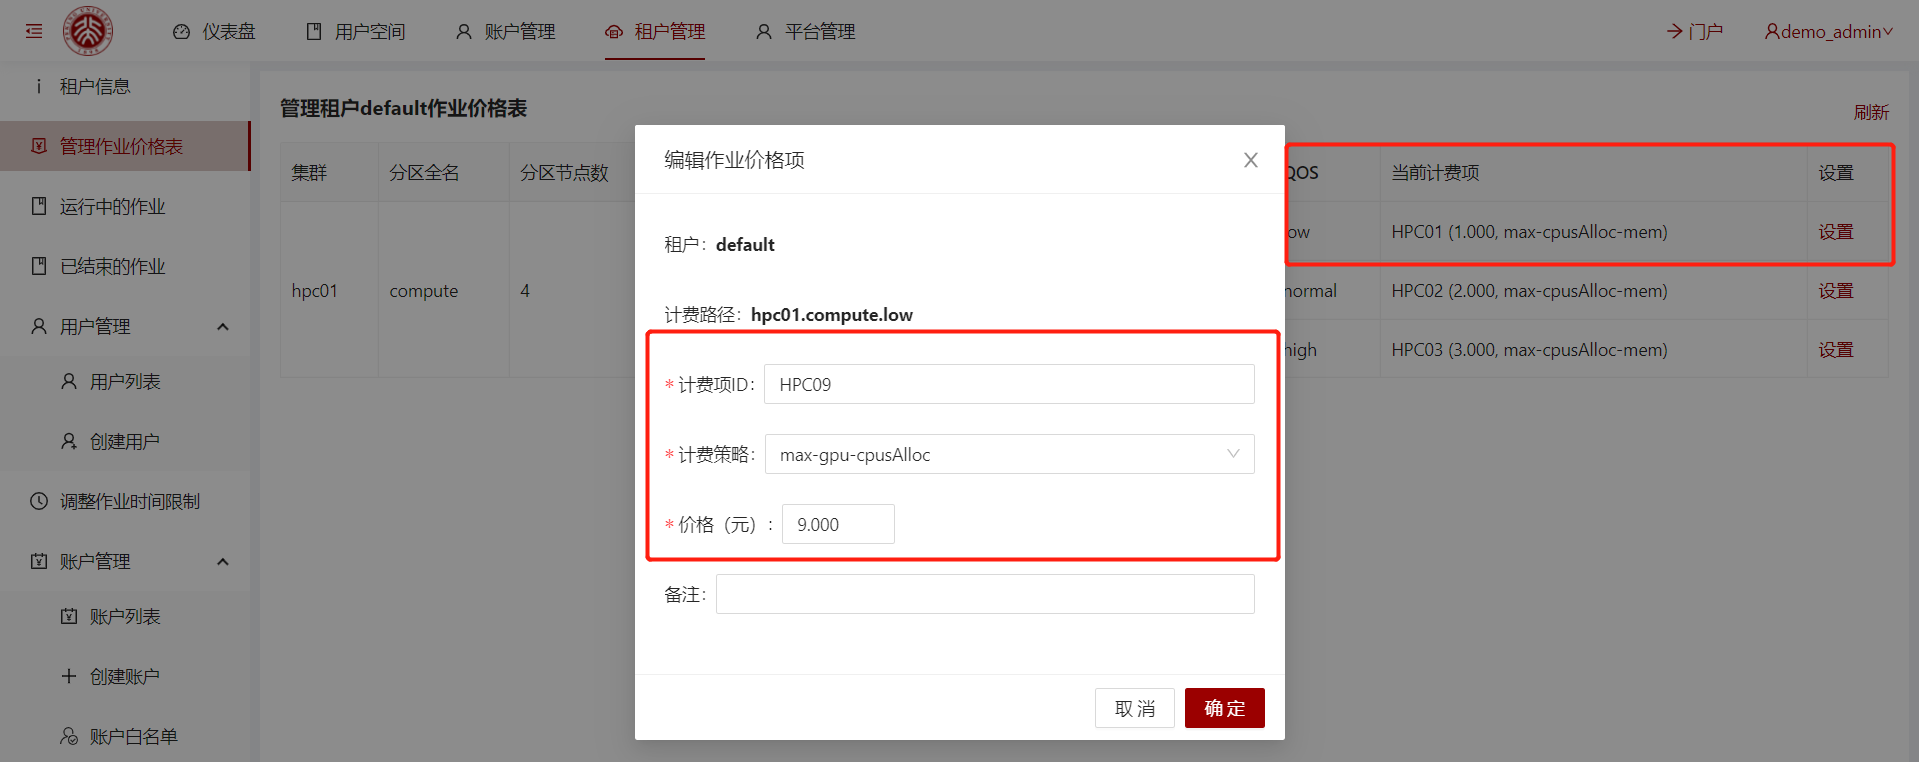 仪表盘 用户空间 账户管理 租户管理 平台管理 门户 demo_admin
租户信息
管理作业价格表
运行中的作业
已结束的作业
用户管理
用户列表
创建用户
调整作业时间限制
账户管理
账户列表
创建账户
账户白名单
管理租户default作业价格表
刷新
集群 分区全名 分区节点数 QOS 当前计费项 设置
hpc01 compute 4
low HPC01 (1.000, max-cpusAlloc-mem) 设置
normal HPC02 (2.000, max-cpusAlloc-mem) 设置
high HPC03 (3.000, max-cpusAlloc-mem) 设置
编辑作业价格项
租户: default
计费路径: hpc01.compute.low
* 计费项ID: HPC09
* 计费策略: max-gpu-cpusAlloc
* 价格（元）: 9.000
备注:
取 消 确 定